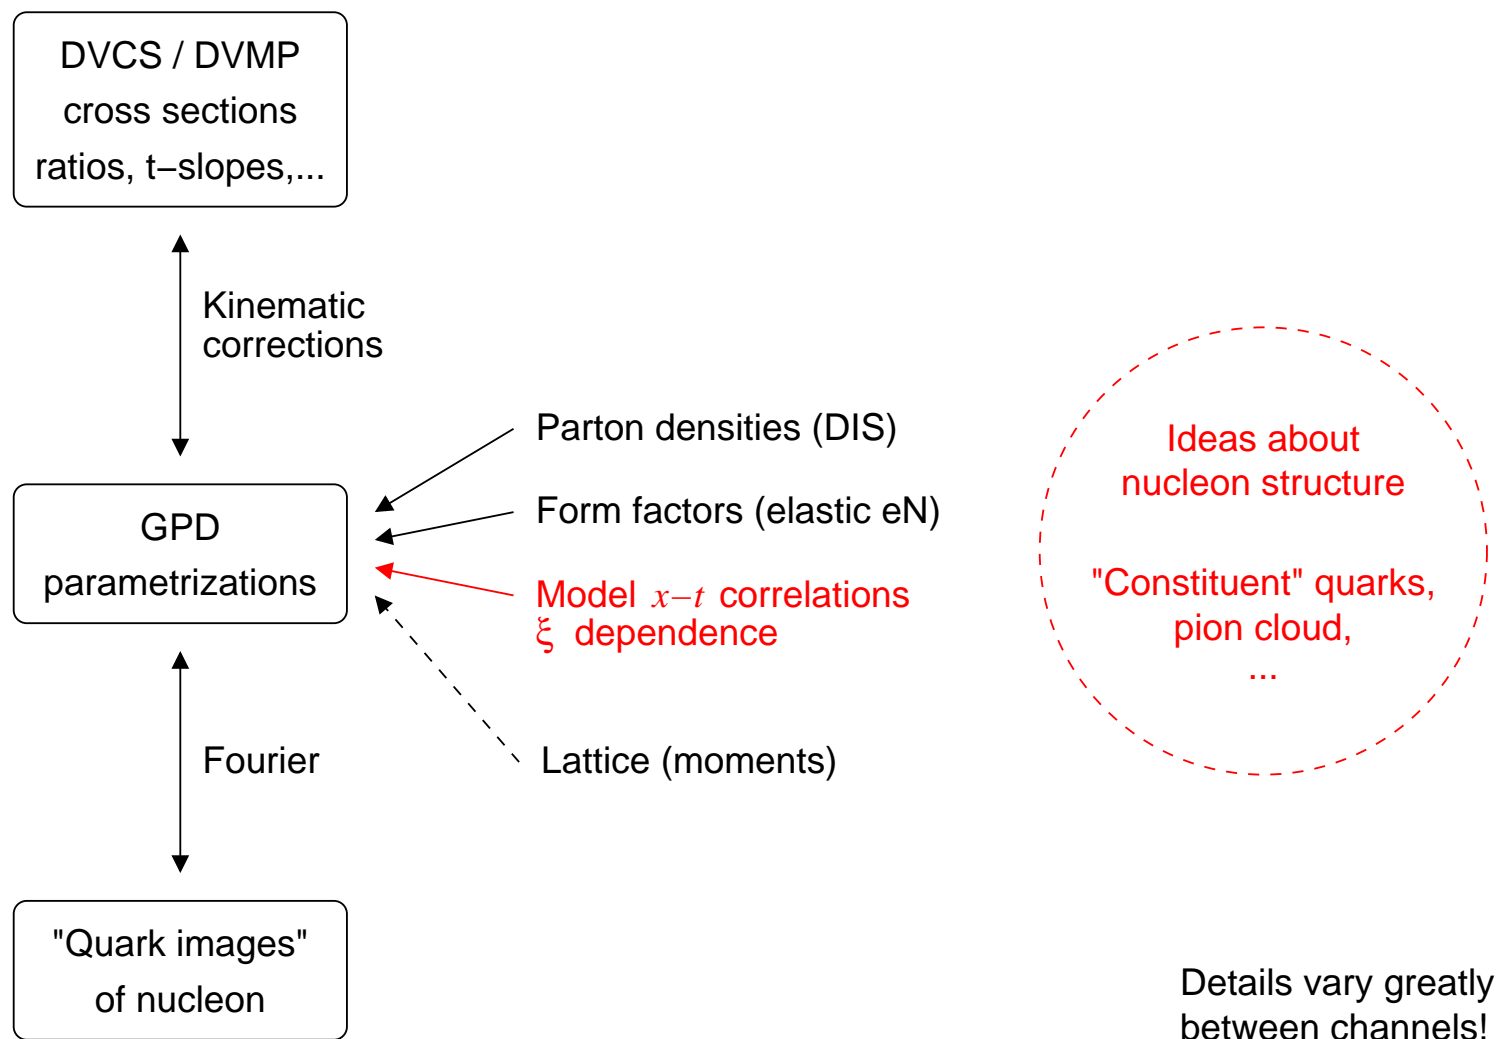 DVCS / DVMP
cross sections
ratios, t−slopes,...
Kinematic
corrections
Parton densities (DIS)
Form factors (elastic eN)
GPD
parametrizations
Model x−t correlations
ξ dependence
Lattice (moments)
Ideas about
nucleon structure
"Constituent" quarks,
pion cloud,
...
Fourier
"Quark images"
of nucleon
Details vary greatly
between channels!